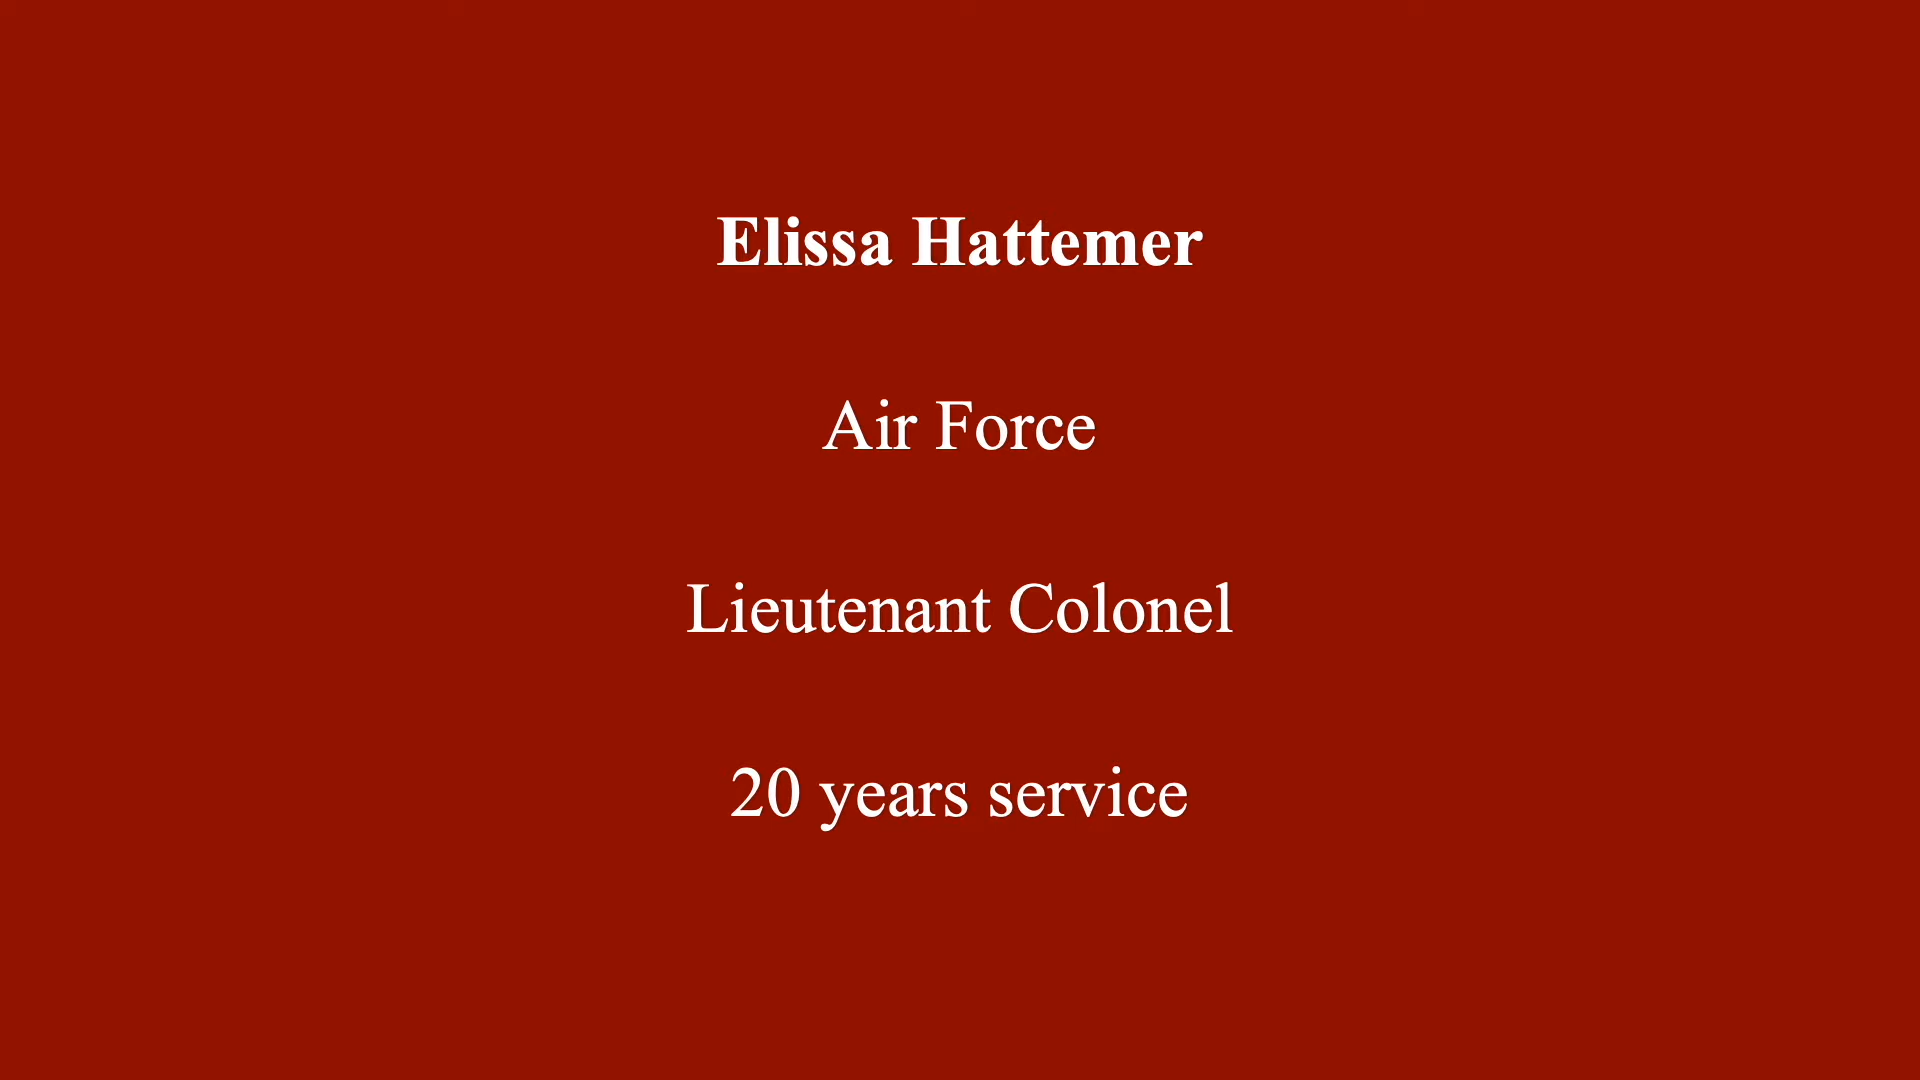 Elissa Hattemer
Air Force
Lieutenant Colonel
20 years service